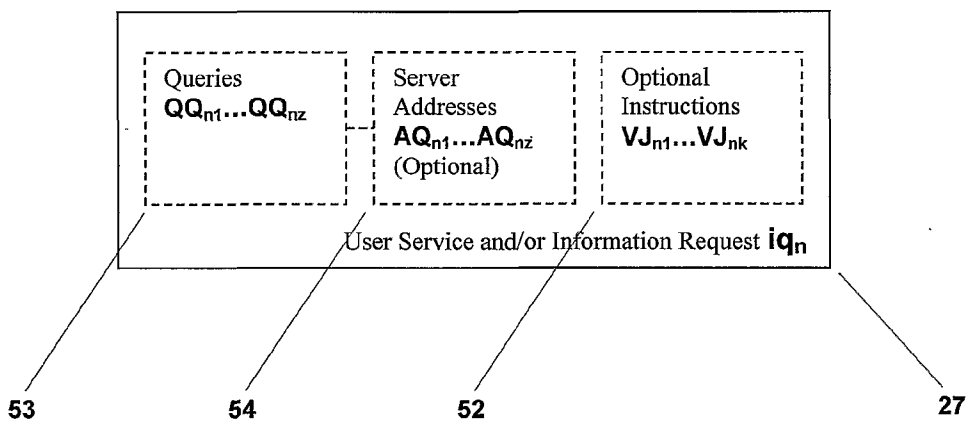 Queries
QQn1...QQnz
Server
Addresses
AQn1...AQnz
(Optional)
Optional
Instructions
VJn1...VJnk
User Service and/or Information Request iqn
53
54
52
27